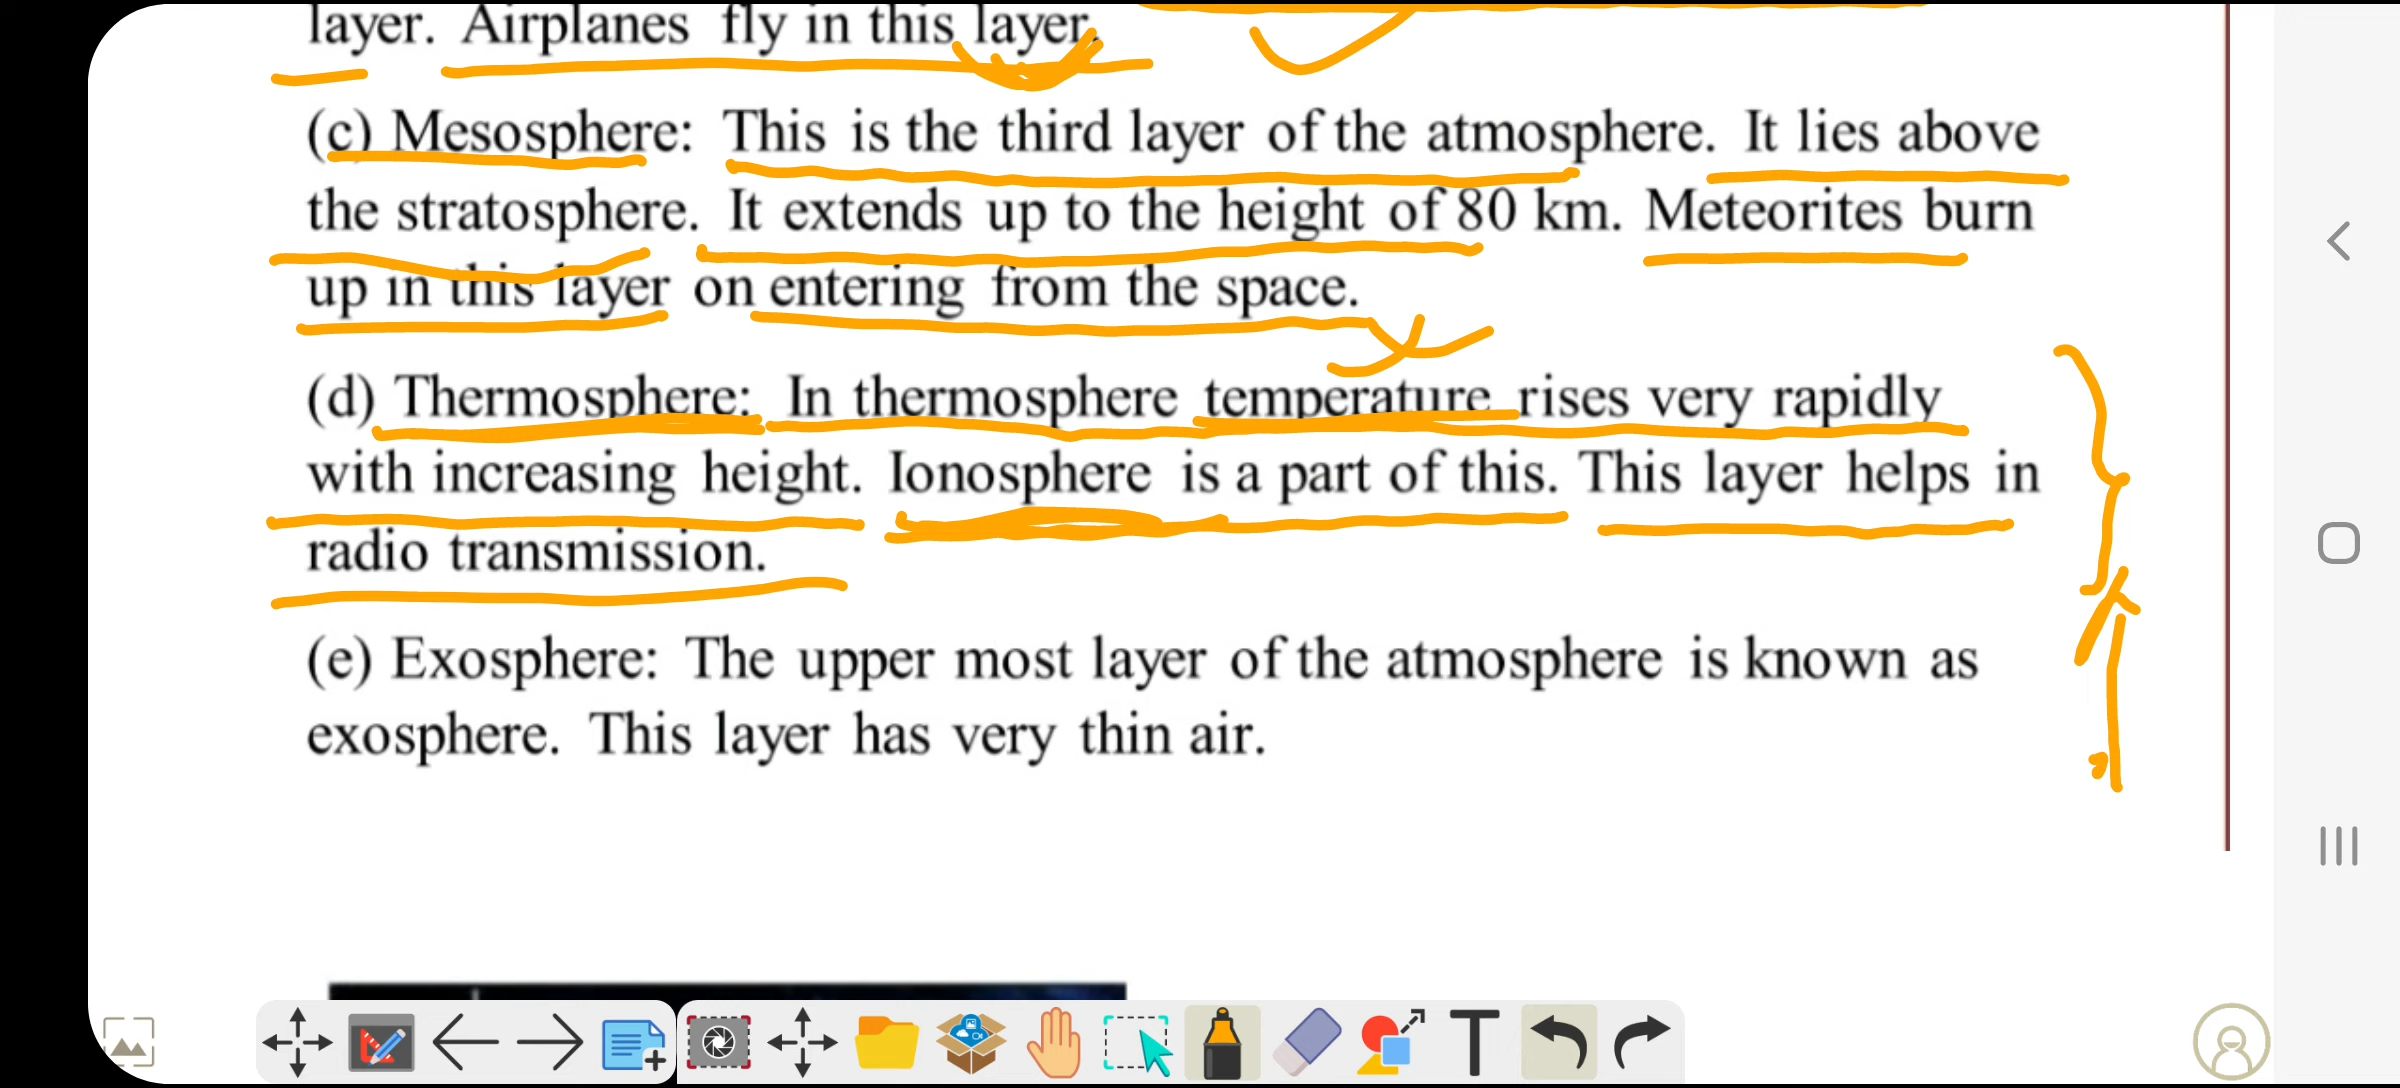 layer. Airplanes fly in this layer.
(c) Mesosphere: This is the third layer of the atmosphere. It lies above
the stratosphere. It extends up to the height of 80 km. Meteorites burn
up in this layer on entering from the space.
(d) Thermosphere: In thermosphere temperature rises very rapidly
with increasing height. Ionosphere is a part of this. This layer helps in
radio transmission.
(e) Exosphere: The upper most layer of the atmosphere is known as
exosphere. This layer has very thin air.